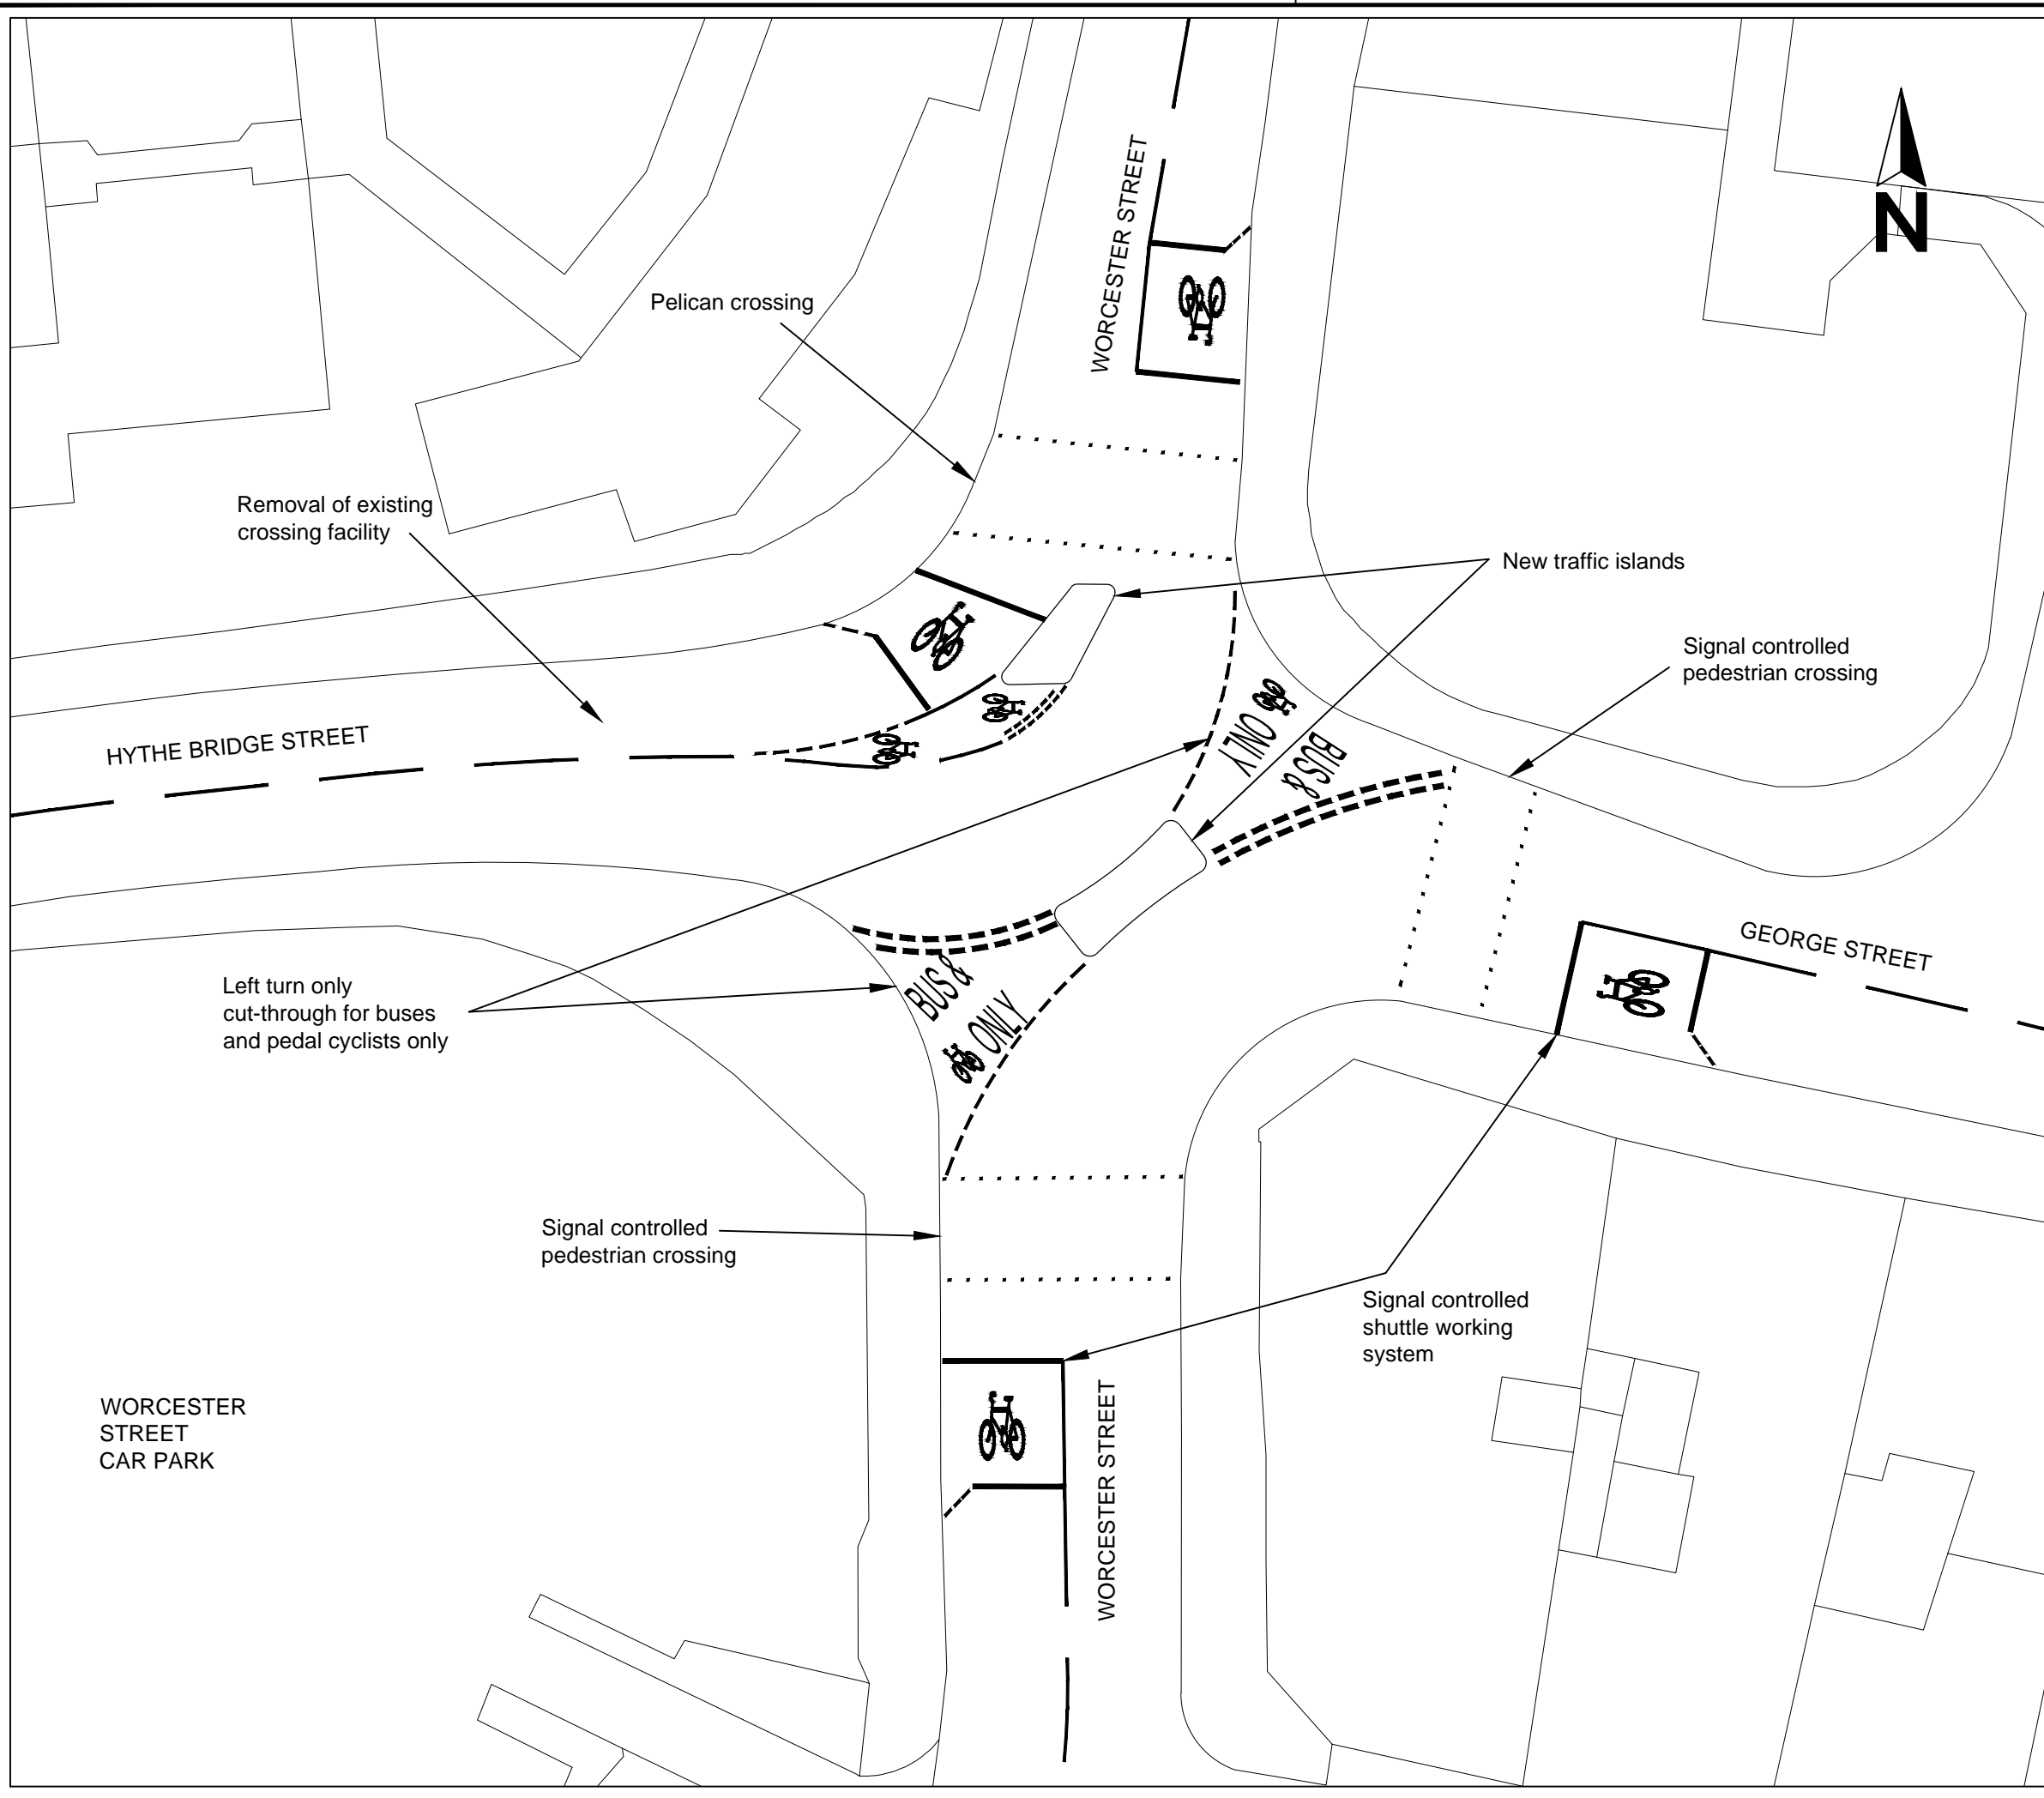 N
WORCESTER STREET
Pelican crossing
Removal of existing
crossing facility
New traffic islands
Signal controlled
pedestrian crossing
HYTHE BRIDGE STREET
ONLY
BUS &
GEORGE STREET
Left turn only
cut-through for buses
and pedal cyclists only
BUS &
ONLY
Signal controlled
pedestrian crossing
Signal controlled
shuttle working
system
WORCESTER
STREET
CAR PARK
WORCESTER STREET